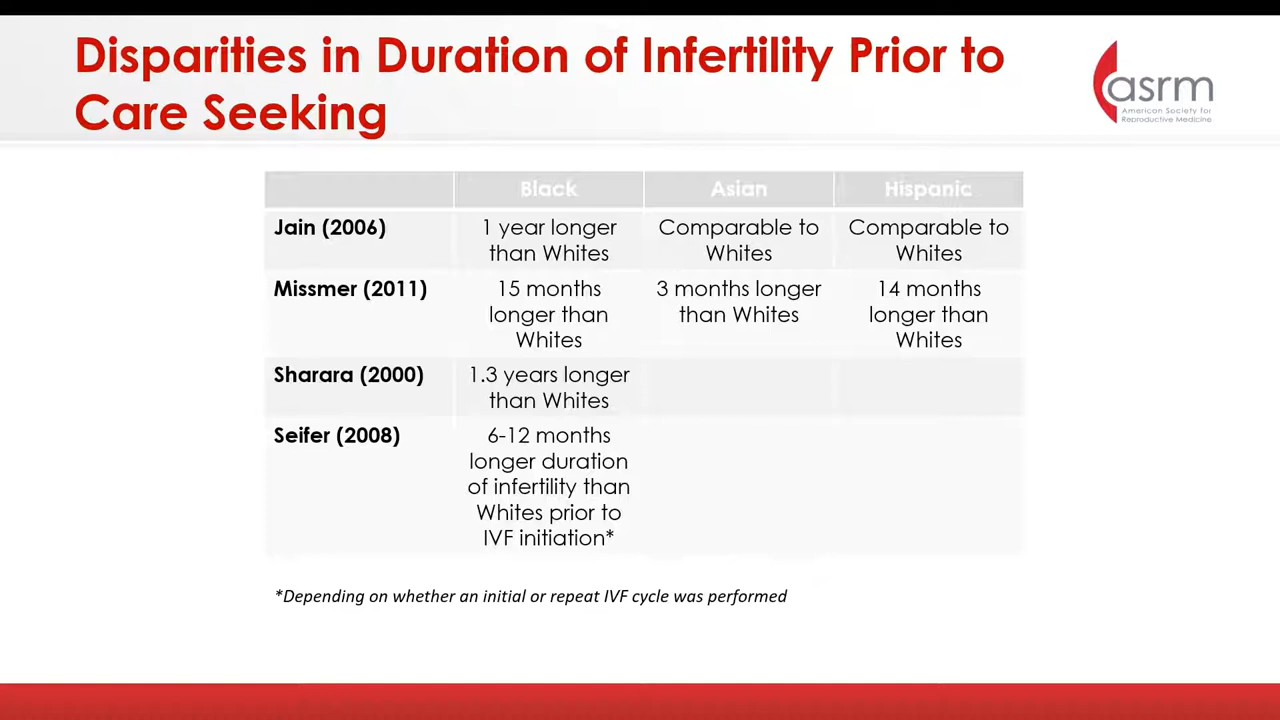 Disparities in Duration of Infertility Prior to
Care Seeking
asrm
American Society for
Reproductive Medicine
Black Asian Hispanic
Jain (2006) 1 year longer than Whites Comparable to Whites Comparable to Whites
Missmer (2011) 15 months longer than Whites 3 months longer than Whites 14 months longer than Whites
Sharara (2000) 1.3 years longer than Whites
Seifer (2008) 6-12 months longer duration of infertility than Whites prior to IVF initiation*
*Depending on whether an initial or repeat IVF cycle was performed